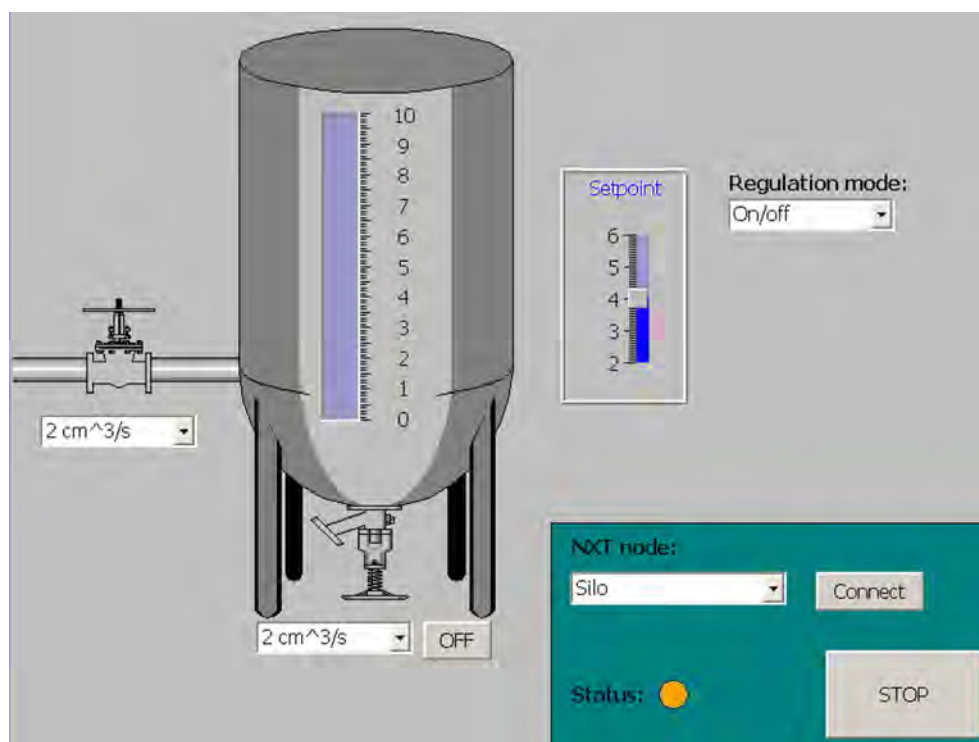 10
9
8
7
6
5
4
3
2
1
0
2 cm^3/s
2 cm^3/s
OFF
Setpoint
6
5
4
3
2
Regulation mode:
On/off
NXT node:
Silo
Connect
Status:
STOP